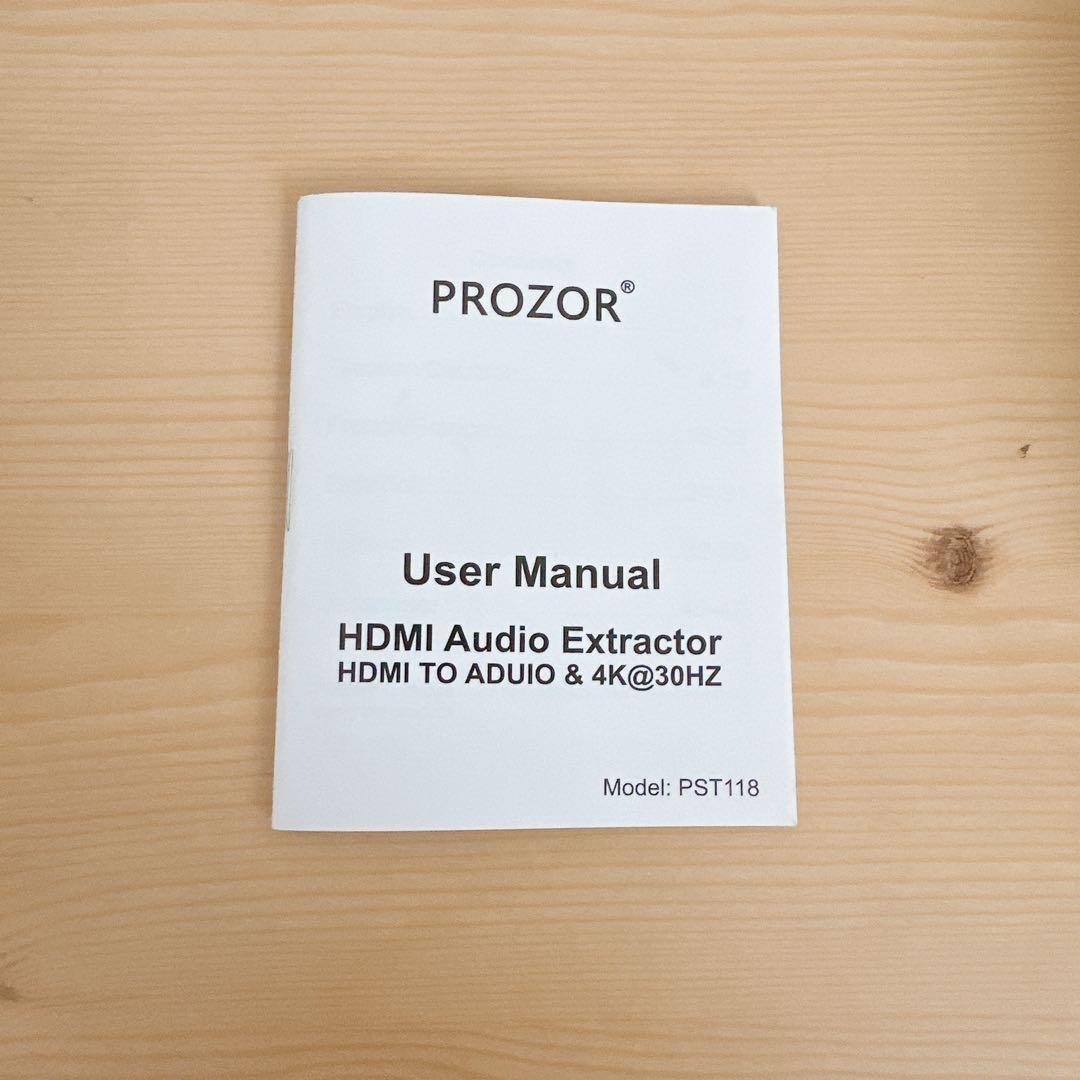 PROZOR®
User Manual
HDMI Audio Extractor
HDMI TO ADUIO & 4K@30HZ
Model: PST118